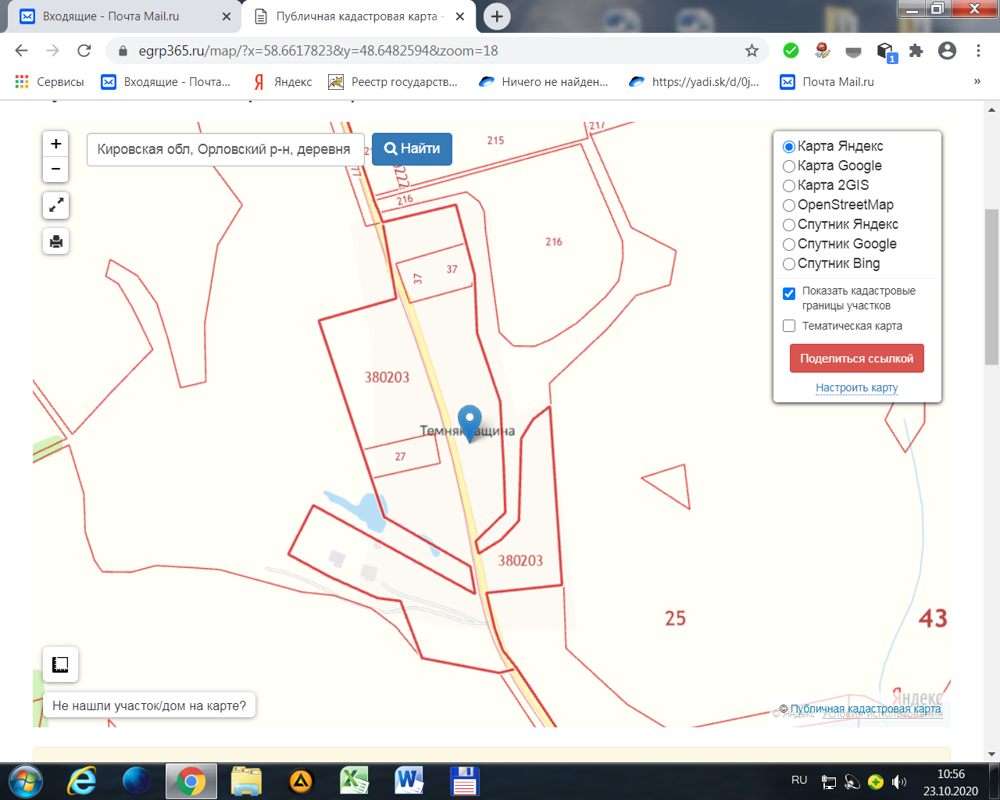 Входящие - Почта Mail.ru
Публичная кадастровая карта -
egrp365.ru/map/?x=58.6617823&y=48.6482594&zoom=18
1
Сервисы
Входящие - Почта...
Яндекс
Реестр государств...
Ничего не найден...
https://yadi.sk/d/0j...
Почта Mail.ru
»
+
−
Кировская обл, Орловский р-н, деревня
Найти
Карта Яндекс
Карта Google
Карта 2GIS
OpenStreetMap
Спутник Яндекс
Спутник Google
Спутник Bing
Показать кадастровые
границы участков
Тематическая карта
Поделиться ссылкой
Настроить карту
217
215
77
0222
216
216
37
37
380203
27
380203
25
43
Не нашли участок/дом на карте?
Яндекс
© Публичная кадастровая карта
© Яндекс Условия использования
RU
10:56
23.10.2020